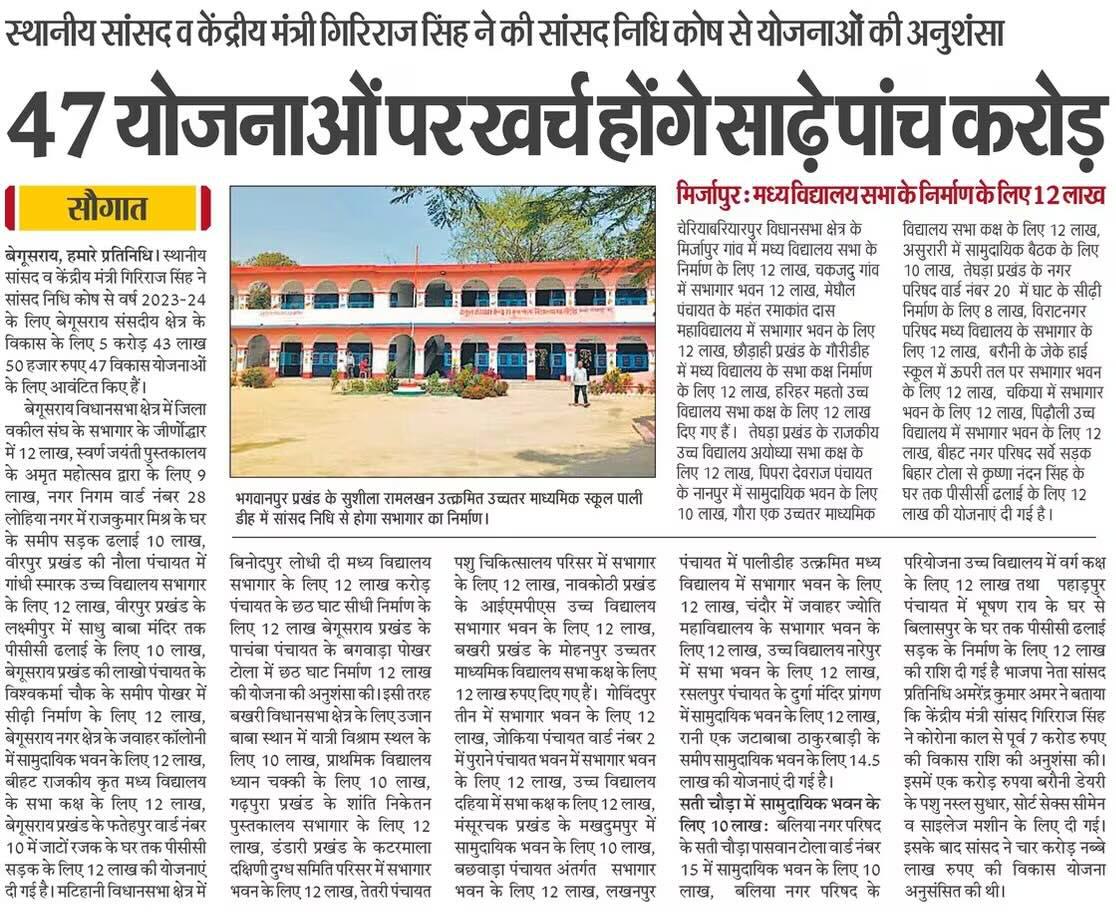 स्थानीय सांसद व केंद्रीय मंत्री गिरिराज सिंह ने की सांसद निधि कोष से योजनाओं की अनुशंसा
47 योजनाओं पर खर्च होंगे साढ़े पांच करोड़
सौगात
बेगूसराय, हमारे प्रतिनिधि। स्थानीय
सांसद व केंद्रीय मंत्री गिरिराज सिंह ने
सांसद निधि कोष से वर्ष 2023-24
के लिए बेगूसराय संसदीय क्षेत्र के
विकास के लिए 5 करोड़ 43 लाख
50 हजार रुपए 47 विकास योजनाओं
के लिए आवंटित किए हैं।
बेगूसराय विधानसभा क्षेत्र में जिला
वकील संघ के सभागार के जीर्णोद्धार
में 12 लाख, स्वर्ण जयंती पुस्तकालय
के अमृत महोत्सव द्वारा के लिए 9
लाख, नगर निगम वार्ड नंबर 28
लोहिया नगर में राजकुमार मिश्र के घर
के समीप सड़क ढलाई 10 लाख,
वीरपुर प्रखंड की नौला पंचायत में
गांधी स्मारक उच्च विद्यालय सभागार
के लिए 12 लाख, वीरपुर प्रखंड के
लक्ष्मीपुर में साधु बाबा मंदिर तक
पीसीसी ढलाई के लिए 10 लाख,
बेगूसराय प्रखंड की लाखो पंचायत के
विश्वकर्मा चौक के समीप पोखर में
सीढ़ी निर्माण के लिए 12 लाख,
बेगूसराय नगर क्षेत्र के जवाहर कॉलोनी
में सामुदायिक भवन के लिए 12 लाख,
बीहट राजकीय कृत मध्य विद्यालय
के सभा कक्ष के लिए 12 लाख,
बेगूसराय प्रखंड के फतेहपुर वार्ड नंबर
10 में जाटों रजक के घर तक पीसीसी
सड़क के लिए 12 लाख की योजनाएं
दी गई है। मटिहानी विधानसभा क्षेत्र में
भगवानपुर प्रखंड के सुशीला रामलखन उत्क्रमित उच्चतर माध्यमिक स्कूल पाली
डीह में सांसद निधि से होगा सभागार का निर्माण।
बिनोदपुर लोधी दी मध्य विद्यालय
सभागार के लिए 12 लाख करोड़
पंचायत के छठ घाट सीधी निर्माण के
लिए 12 लाख बेगूसराय प्रखंड के
पाचंबा पंचायत के बगवाड़ा पोखर
टोला में छठ घाट निर्माण 12 लाख
की योजना की अनुशंसा की। इसी तरह
बखरी विधानसभा क्षेत्र के लिए उजान
बाबा स्थान में यात्री विश्राम स्थल के
लिए 10 लाख, प्राथमिक विद्यालय
ध्यान चक्की के लिए 10 लाख,
गढ़पुरा प्रखंड के शांति निकेतन
पुस्तकालय सभागार के लिए 12
लाख, डंडारी प्रखंड के कटरमाला
दक्षिणी दुग्ध समिति परिसर में सभागार
भवन के लिए 12 लाख, तेतरी पंचायत
पशु चिकित्सालय परिसर में सभागार
के लिए 12 लाख, नावकोठी प्रखंड
के आईएमपीएस उच्च विद्यालय
सभागार भवन के लिए 12 लाख,
बखरी प्रखंड के मोहनपुर उच्चतर
माध्यमिक विद्यालय सभा कक्ष के लिए
12 लाख रुपए दिए गए हैं। गोविंदपुर
तीन में सभागार भवन के लिए 12
लाख, जोकिया पंचायत वार्ड नंबर 2
में पुराने पंचायत भवन में सभागार भवन
के लिए 12 लाख, उच्च विद्यालय
दहिया में सभा कक्ष क लिए 12 लाख,
मंसूरचक प्रखंड के मखदुमपुर में
सामुदायिक भवन के लिए 10 लाख,
बछवाड़ा पंचायत अंतर्गत सभागार
भवन के लिए 12 लाख, लखनपुर
पंचायत में पालीडीह उत्क्रमित मध्य
विद्यालय में सभागार भवन के लिए
12 लाख, चंदौर में जवाहर ज्योति
महाविद्यालय के सभागार भवन के
लिए 12 लाख, उच्च विद्यालय नारेपुर
में सभा भवन के लिए 12 लाख,
रसलपुर पंचायत के दुर्गा मंदिर प्रांगण
में सामुदायिक भवन के लिए 12 लाख,
रानी एक जटाबाबा ठाकुरबाड़ी के
समीप सामुदायिक भवन के लिए 14.5
लाख की योजनाएं दी गई है।
सती चौड़ा में सामुदायिक भवन के
लिए 10 लाख: बलिया नगर परिषद
के सती चौड़ा पासवान टोला वार्ड नंबर
15 में सामुदायिक भवन के लिए 10
लाख, बलिया नगर परिषद के
परियोजना उच्च विद्यालय में वर्ग कक्ष
के लिए 12 लाख तथा पहाड़पुर
पंचायत में भूषण राय के घर से
बिलासपुर के घर तक पीसीसी ढलाई
सड़क के निर्माण के लिए 12 लाख
की राशि दी गई है भाजपा नेता सांसद
प्रतिनिधि अमरेंद्र कुमार अमर ने बताया
कि केंद्रीय मंत्री सांसद गिरिराज सिंह
ने कोरोना काल से पूर्व 7 करोड रुपए
की विकास राशि की अनुशंसा की।
इसमें एक करोड़ रुपया बरौनी डेयरी
के पशु नस्ल सुधार, सोर्ट सेक्स सीमेन
व साइलेज मशीन के लिए दी गई।
इसके बाद सांसद ने चार करोड़ नब्बे
लाख रुपए की विकास योजना
अनुसंसित की थी।
मिर्जापुर : मध्य विद्यालय सभा के निर्माण के लिए 12 लाख
चेरियाबरियारपुर विधानसभा क्षेत्र के
मिर्जापुर गांव में मध्य विद्यालय सभा के
निर्माण के लिए 12 लाख, चकजदु गांव
में सभागार भवन 12 लाख, मेघौल
पंचायत के महंत रमाकांत दास
महाविद्यालय में सभागार भवन के लिए
12 लाख, छौड़ाही प्रखंड के गौरीडीह
में मध्य विद्यालय के सभा कक्ष निर्माण
के लिए 12 लाख, हरिहर महतो उच्च
विद्यालय सभा कक्ष के लिए 12 लाख
दिए गए हैं। तेघड़ा प्रखंड के राजकीय
उच्च विद्यालय अयोध्या सभा कक्ष के
लिए 12 लाख, पिपरा देवराज पंचायत
के नानपुर में सामुदायिक भवन के लिए
10 लाख, गौरा एक उच्चतर माध्यमिक
विद्यालय सभा कक्ष के लिए 12 लाख,
असुरारी में सामुदायिक बैठक के लिए
10 लाख, तेघड़ा प्रखंड के नगर
परिषद वार्ड नंबर 20 में घाट के सीढ़ी
निर्माण के लिए 8 लाख, विराटनगर
परिषद मध्य विद्यालय के सभागार के
लिए 12 लाख, बरौनी के जेके हाई
स्कूल में ऊपरी तल पर सभागार भवन
के लिए 12 लाख, चकिया में सभागार
भवन के लिए 12 लाख, पिढ़ौली उच्च
विद्यालय में सभागार भवन के लिए 12
लाख, बीहट नगर परिषद सर्वे सड़क
बिहार टोला से कृष्णा नंदन सिंह के
घर तक पीसीसी ढलाई के लिए 12
लाख की योजनाएं दी गई है।